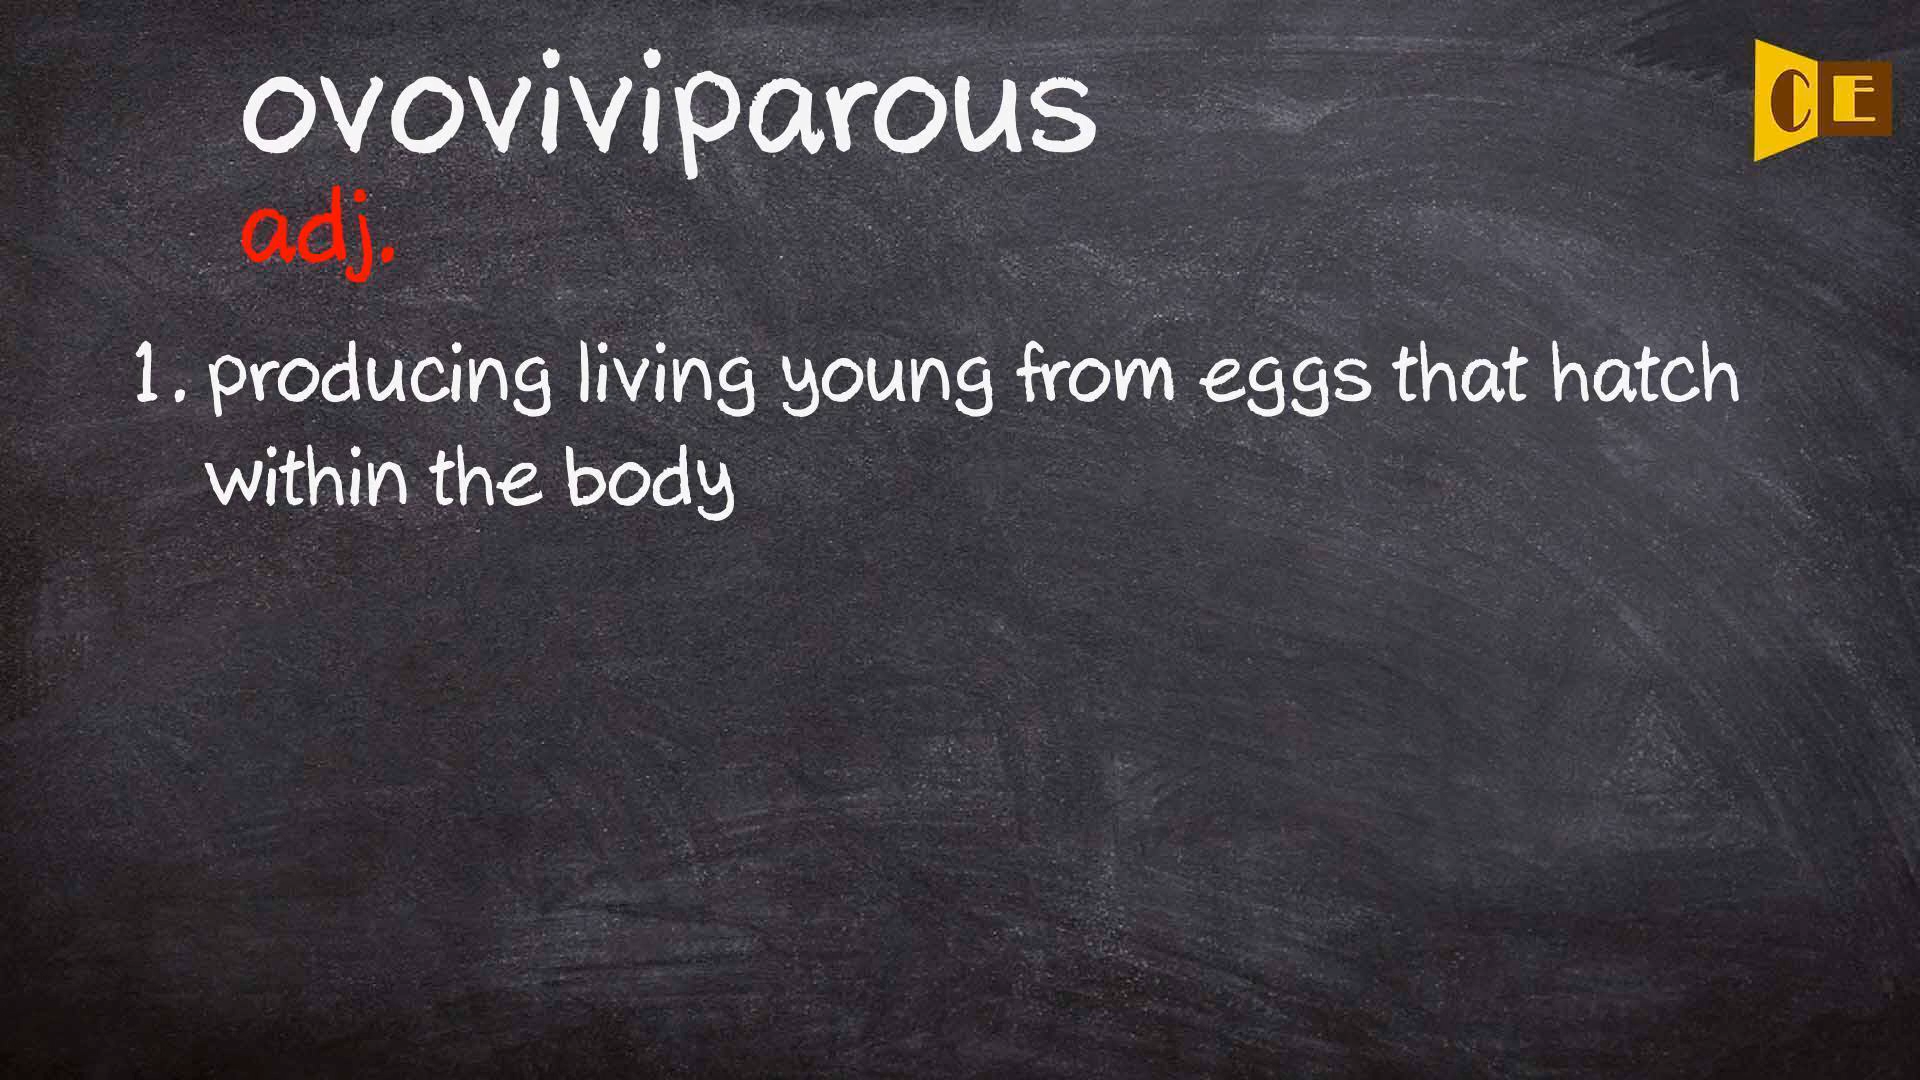 ovoviviparous
CE
adj.
1. producing living young from eggs that hatch
within the body